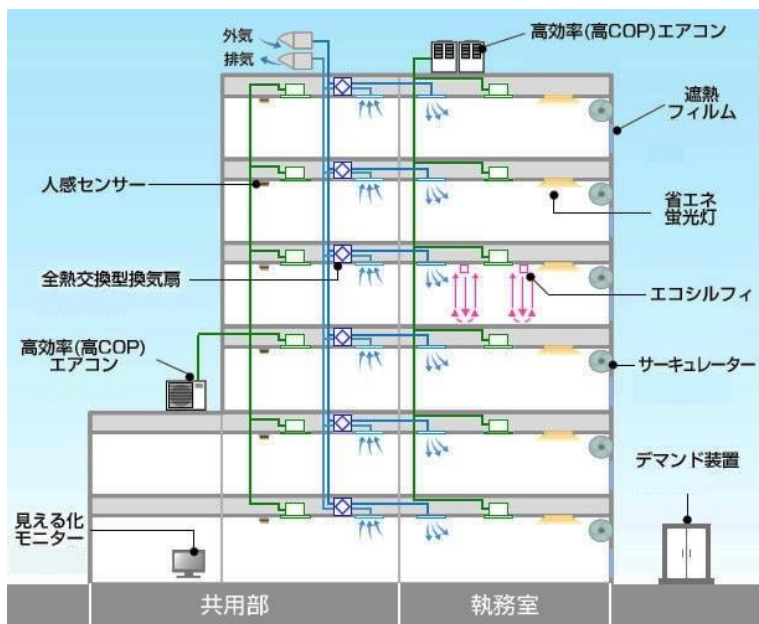 外気
排気
高効率(高COP)エアコン
遮熱
フィルム
人感センサー
省エネ
蛍光灯
全熱交換型換気扇
エコシルフィ
高効率(高COP)
エアコン
サーキュレーター
デマンド装置
見える化
モニター
共用部
執務室